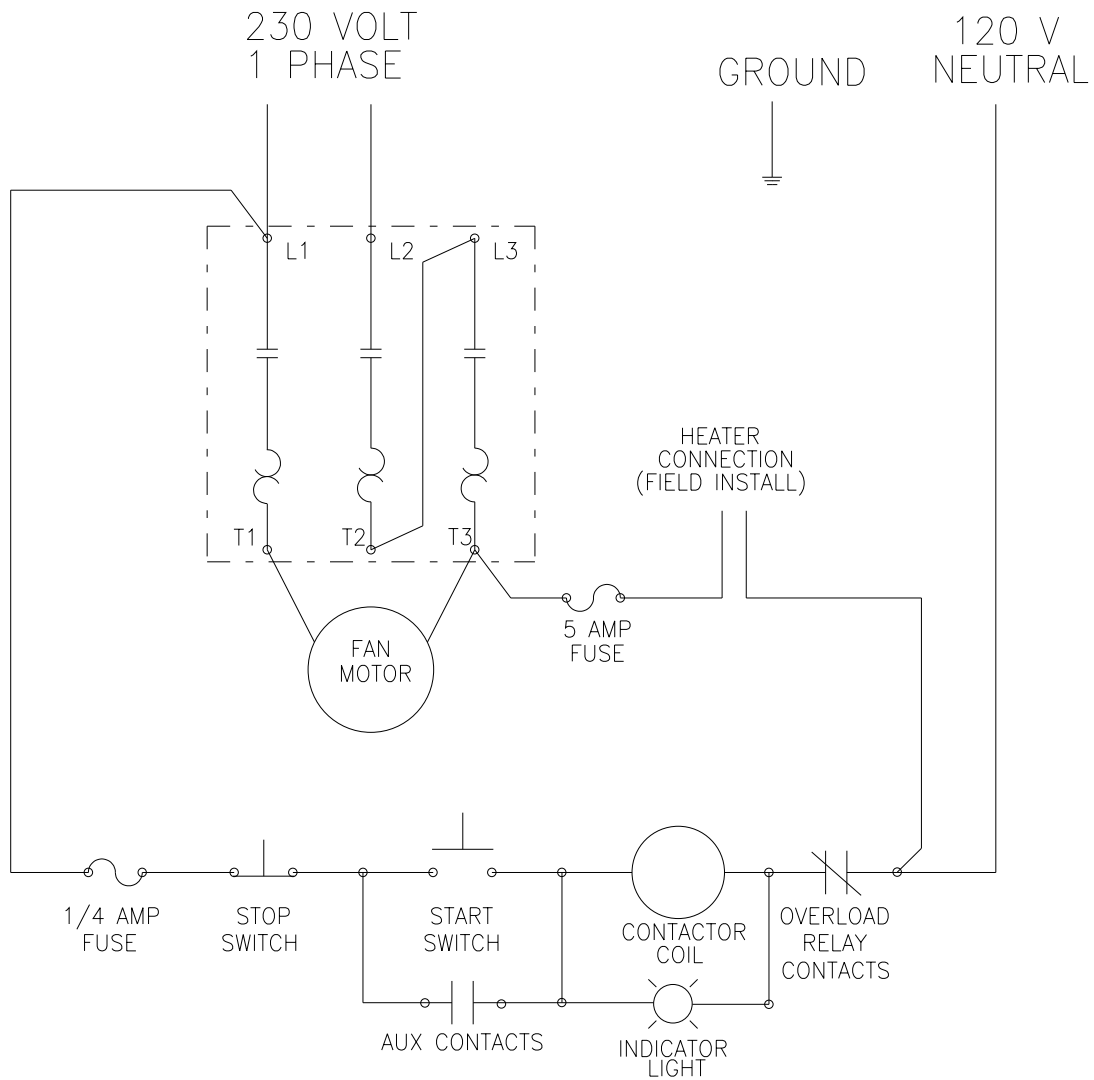 230 VOLT
1 PHASE
GROUND
120 V
NEUTRAL
L1
L2
L3
HEATER
CONNECTION
(FIELD INSTALL)
T1
T2
T3
5 AMP
FUSE
FAN
MOTOR
1/4 AMP
FUSE
STOP
SWITCH
START
SWITCH
CONTACTOR
COIL
OVERLOAD
RELAY
CONTACTS
AUX CONTACTS
INDICATOR
LIGHT